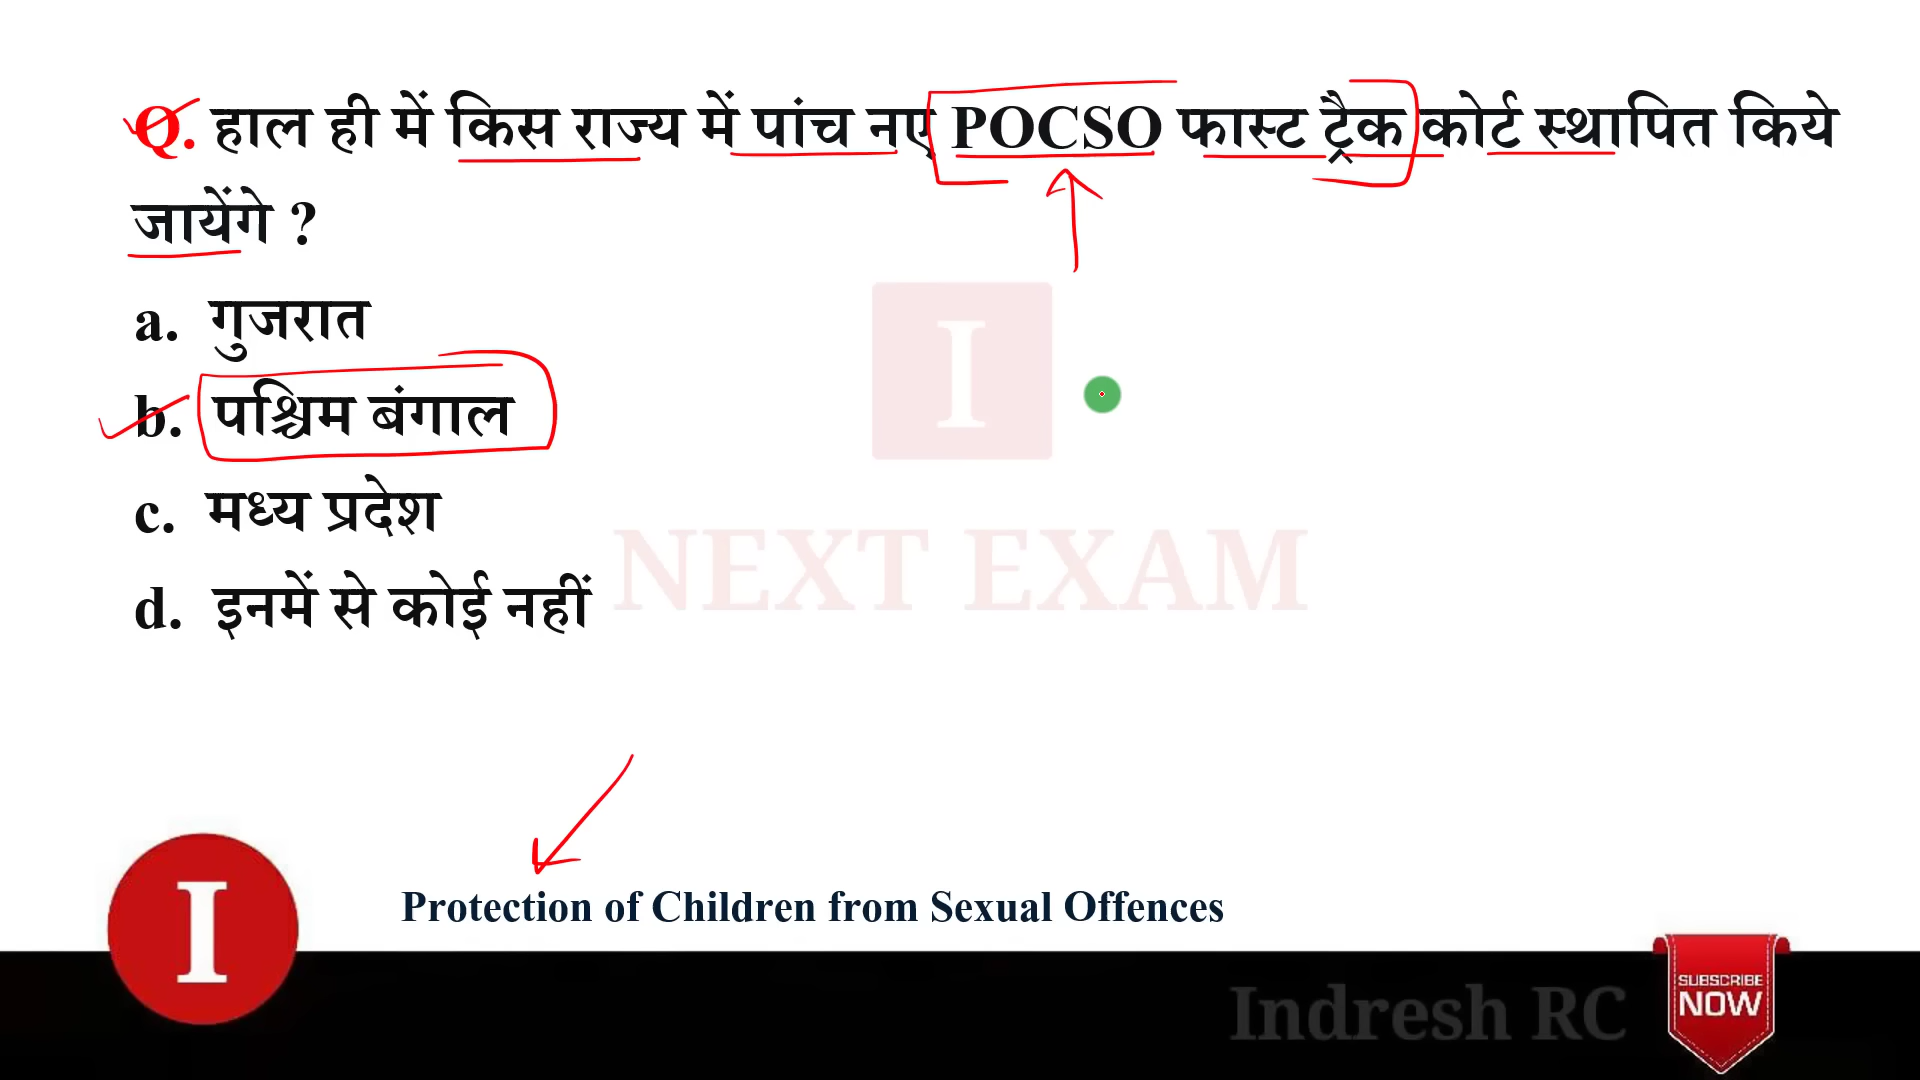 Q. हाल ही में किस राज्य में पांच नए POCSO फास्ट ट्रैक कोर्ट स्थापित किये
जायेंगे ?
a. गुजरात
b. पश्चिम बंगाल
c. मध्य प्रदेश
d. इनमें से कोई नहीं
I
NEXT EXAM
I
Protection of Children from Sexual Offences
Indresh RC
SUBSCRIBE
NOW